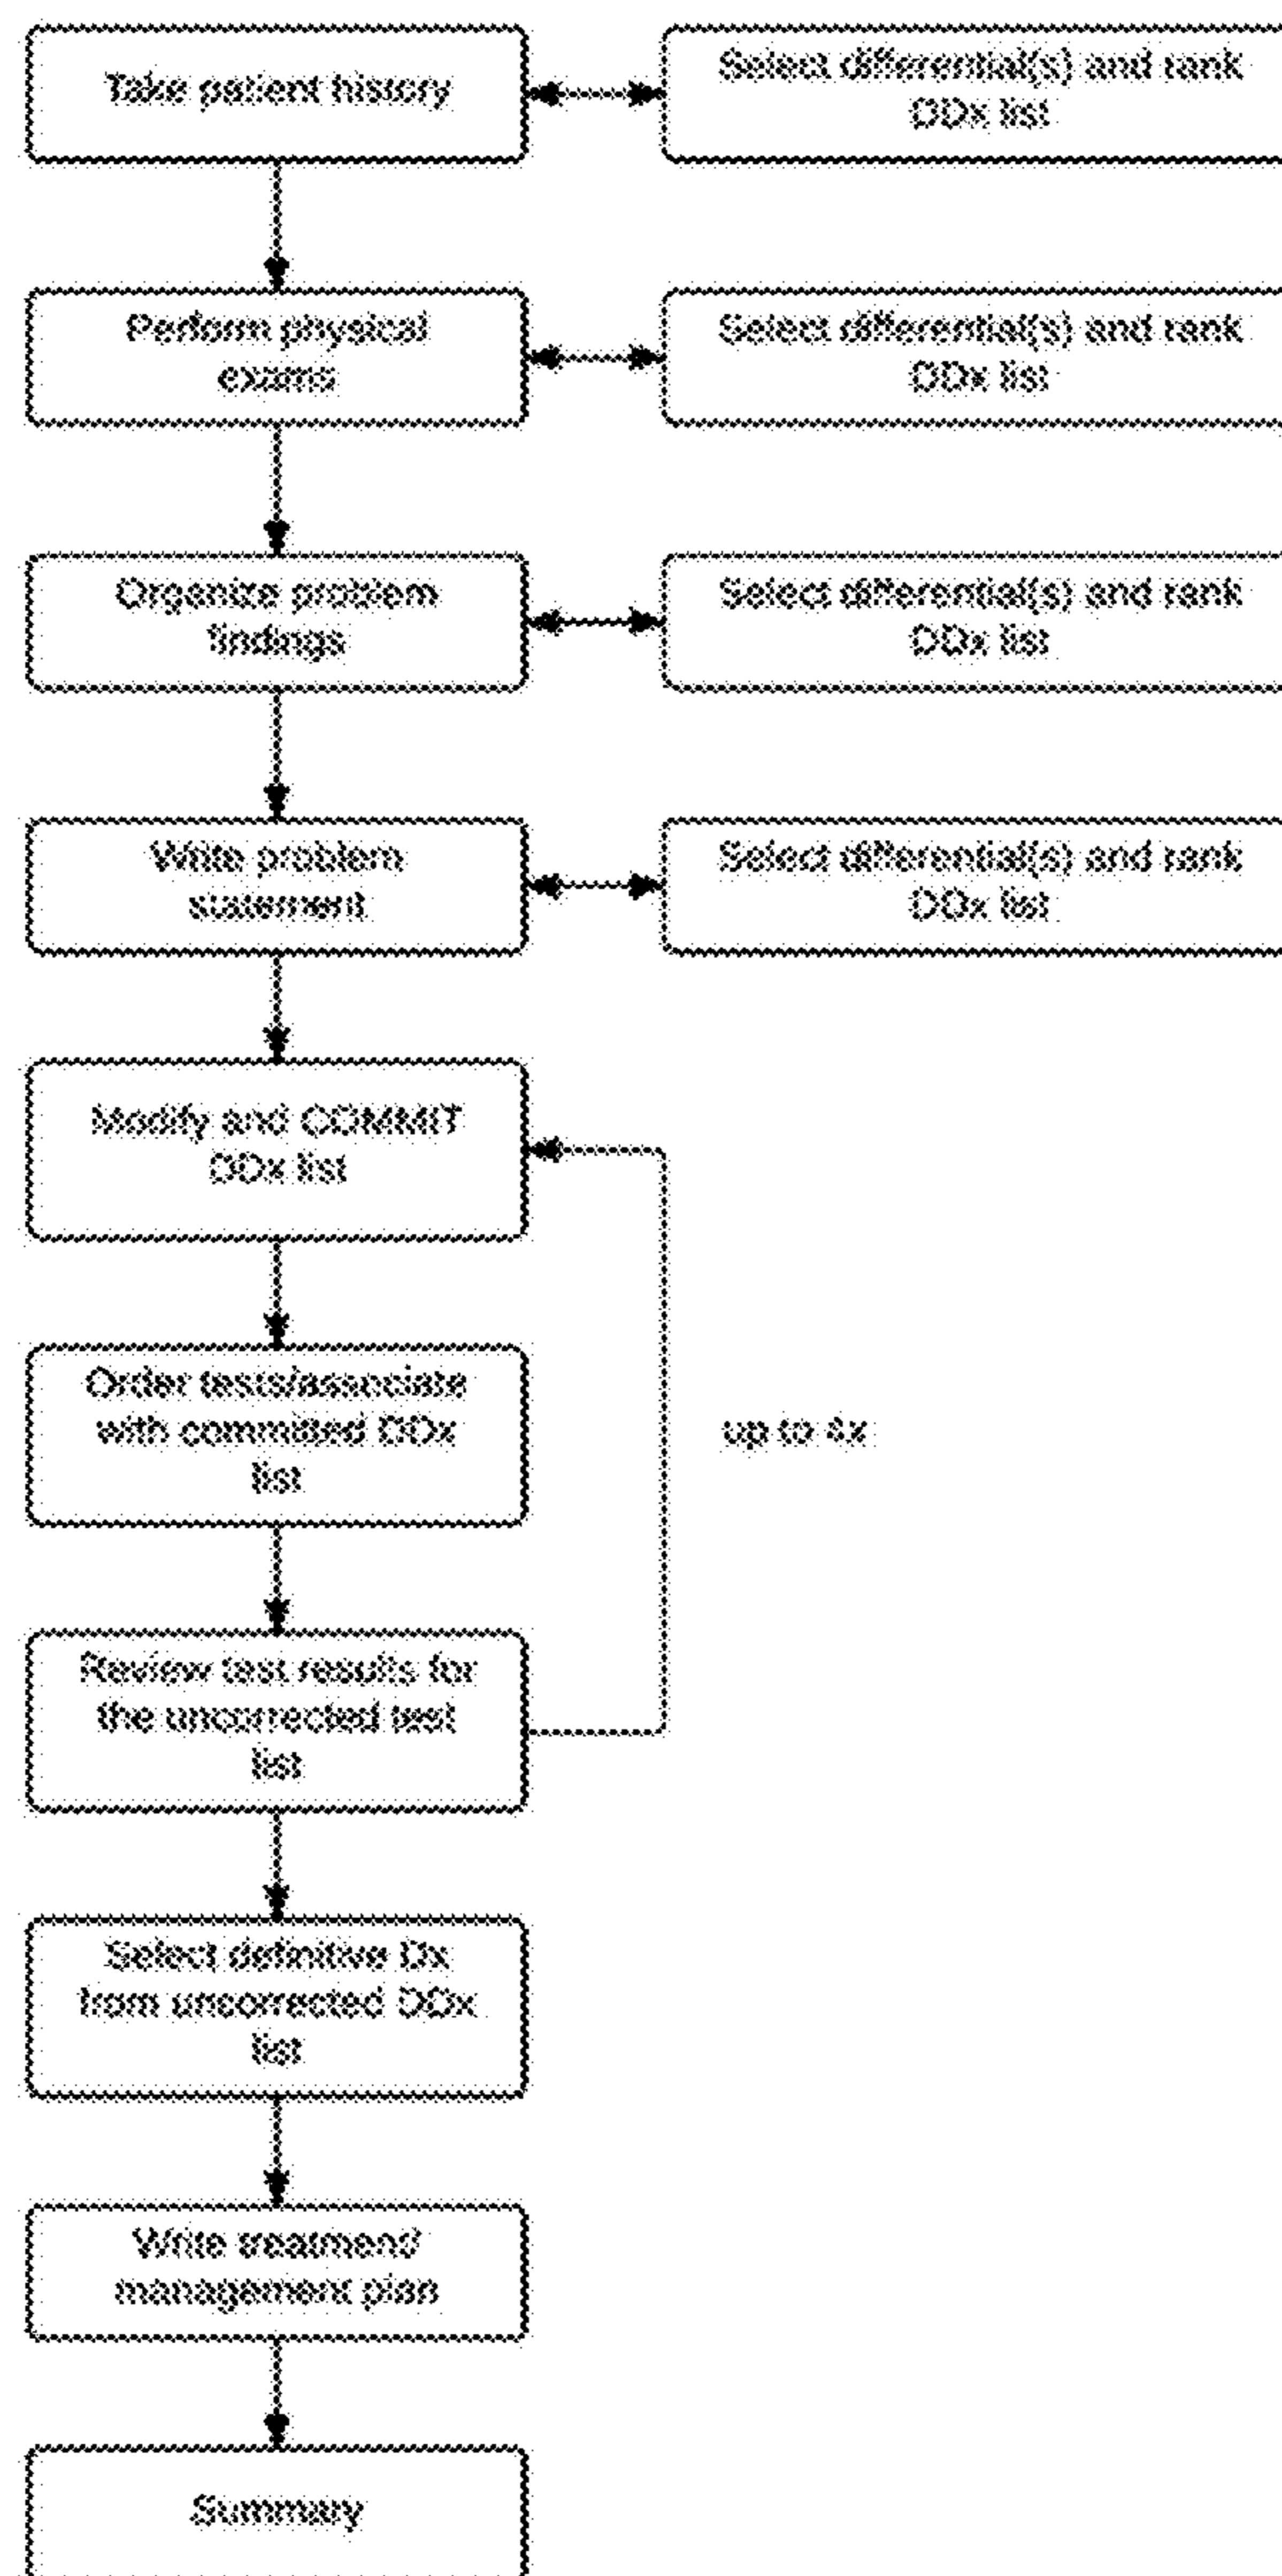 Take patient history
Select differential(s) and rank
DDx list
Perform physical
exams
Select differential(s) and rank
DDx list
Organize problem
findings
Select differential(s) and rank
DDx list
Write problem
statement
Select differential(s) and rank
DDx list
Modify and COMMIT
DDx list
Order tests/associate
with committed DDx
list
up to 4x
Review test results for
the uncorrected test
list
Select definitive Dx
from uncorrected DDx
list
Write treatment/
management plan
Summary